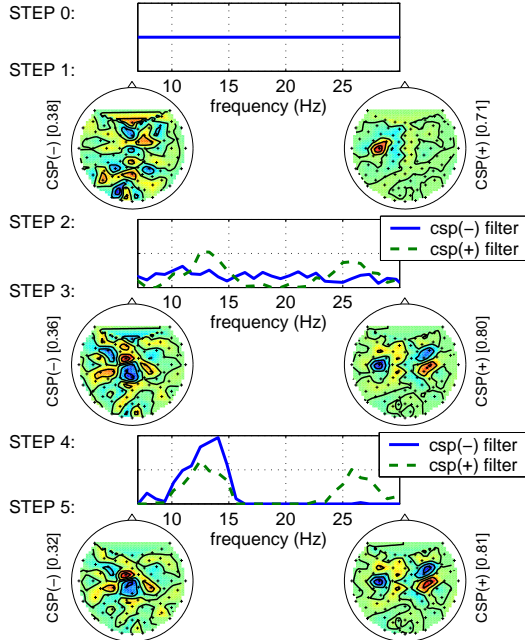 STEP 0:
STEP 1:
10 15 20 25
frequency (Hz)
CSP(−) [0.38]
CSP(+) [0.71]
STEP 2:
csp(−) filter
csp(+) filter
STEP 3:
10 15 20 25
frequency (Hz)
CSP(−) [0.36]
CSP(+) [0.80]
STEP 4:
csp(−) filter
csp(+) filter
STEP 5:
10 15 20 25
frequency (Hz)
CSP(−) [0.32]
CSP(+) [0.81]